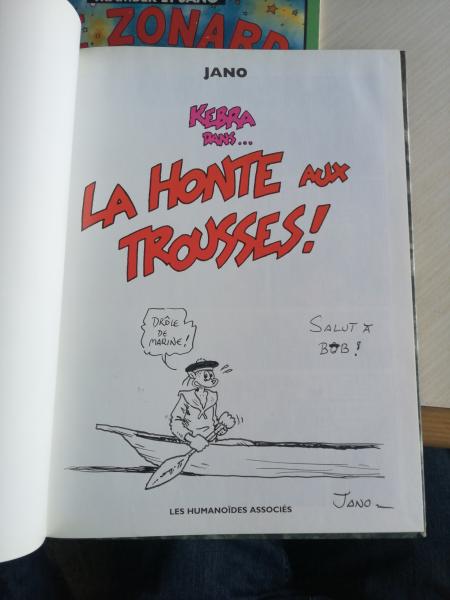 ZONARD
JANO
KEBRA
DANS...
LA HONTE AUX
TROUSSES!
DRÔLE
DE
MARINE!
SALUT À
BOB!
LES HUMANOÏDES ASSOCIÉS
JANO